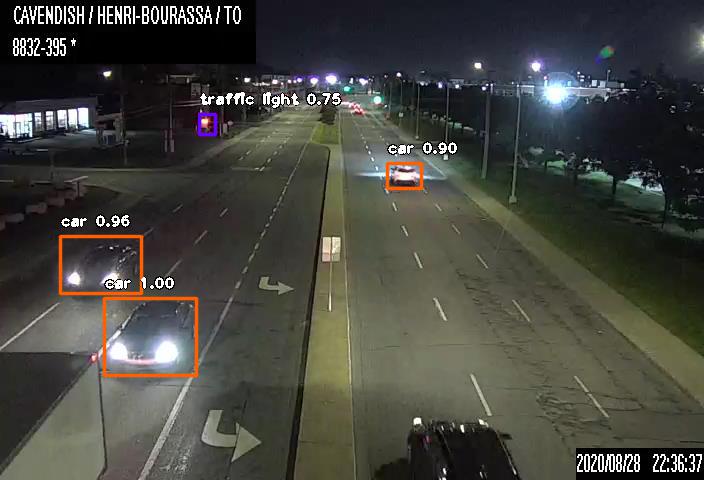 CAVENDISH / HENRI-BOURASSA / TO
8832-395 *
traffic light 0.75
car 0.90
car 0.96
car 1.00
2020/08/28 22:36:37